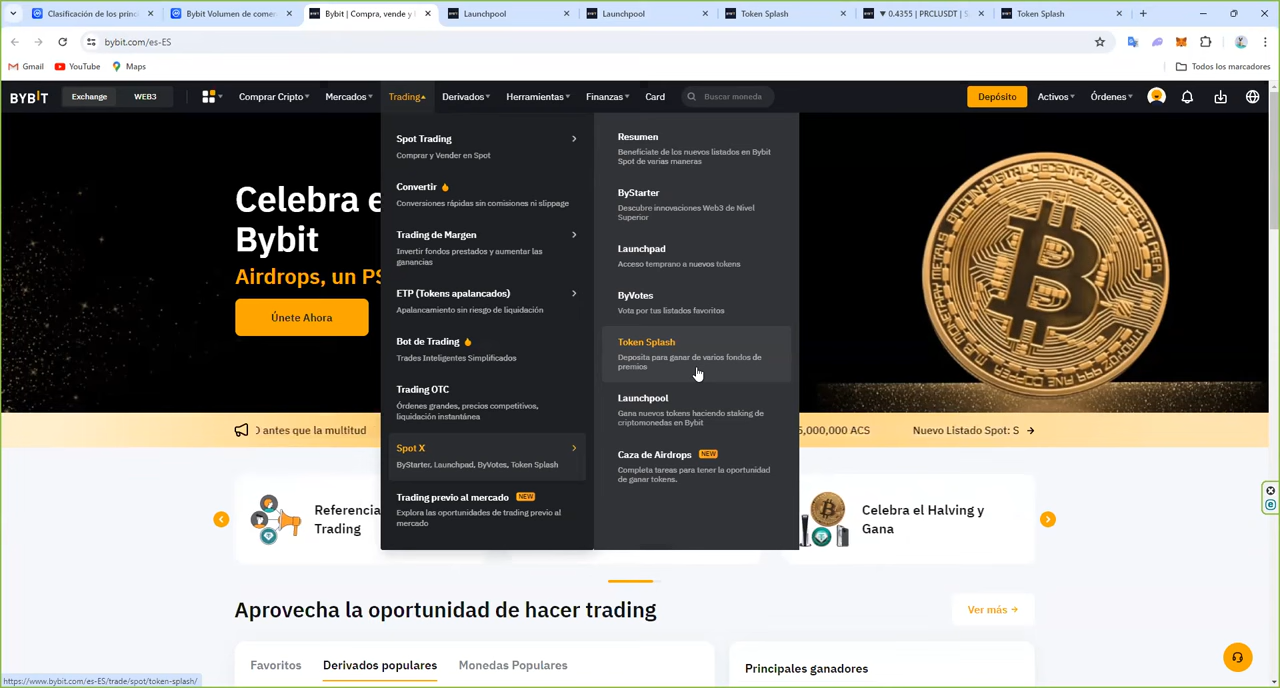 Clasificación de los princ
Bybit Volumen de comer
Bybit | Compra, vende y
Launchpool
Launchpool
Token Splash
▼ 0.4355 | PRCLUSDT | S
Token Splash
bybit.com/es-ES
Gmail
YouTube
Maps
Todos los marcadores
BYBIT
Exchange
WEB3
Comprar Cripto
Mercados
Trading
Derivados
Herramientas
Finanzas
Card
Buscar moneda
Depósito
Activos
Órdenes
Celebra e
Bybit
Airdrops, un PS
Únete Ahora
Spot Trading
Comprar y Vender en Spot
Convertir
Conversiones rápidas sin comisiones ni slippage
Trading de Margen
Invertir fondos prestados y aumentar las
ganancias
ETP (Tokens apalancados)
Apalancamiento sin riesgo de liquidación
Bot de Trading
Trades Inteligentes Simplificados
Trading OTC
Órdenes grandes, precios competitivos,
liquidación instantánea
Spot X
ByStarter, Launchpad, ByVotes, Token Splash
Trading previo al mercado NEW
Explora las oportunidades de trading previo al
mercado
Resumen
Benefíciate de los nuevos listados en Bybit
Spot de varias maneras
ByStarter
Descubre innovaciones Web3 de Nivel
Superior
Launchpad
Acceso temprano a nuevos tokens
ByVotes
Vota por tus listados favoritos
Token Splash
Deposita para ganar de varios fondos de
premios
Launchpool
Gana nuevos tokens haciendo staking de
criptomonedas en Bybit
Caza de Airdrops NEW
Completa tareas para tener la oportunidad
de ganar tokens.
O antes que la multitud
5,000,000 ACS
Nuevo Listado Spot: S →
Referencia
Trading
Celebra el Halving y
Gana
Aprovecha la oportunidad de hacer trading
Ver más →
Favoritos
Derivados populares
Monedas Populares
Principales ganadores
https://www.bybit.com/es-ES/trade/spot/token-splash/